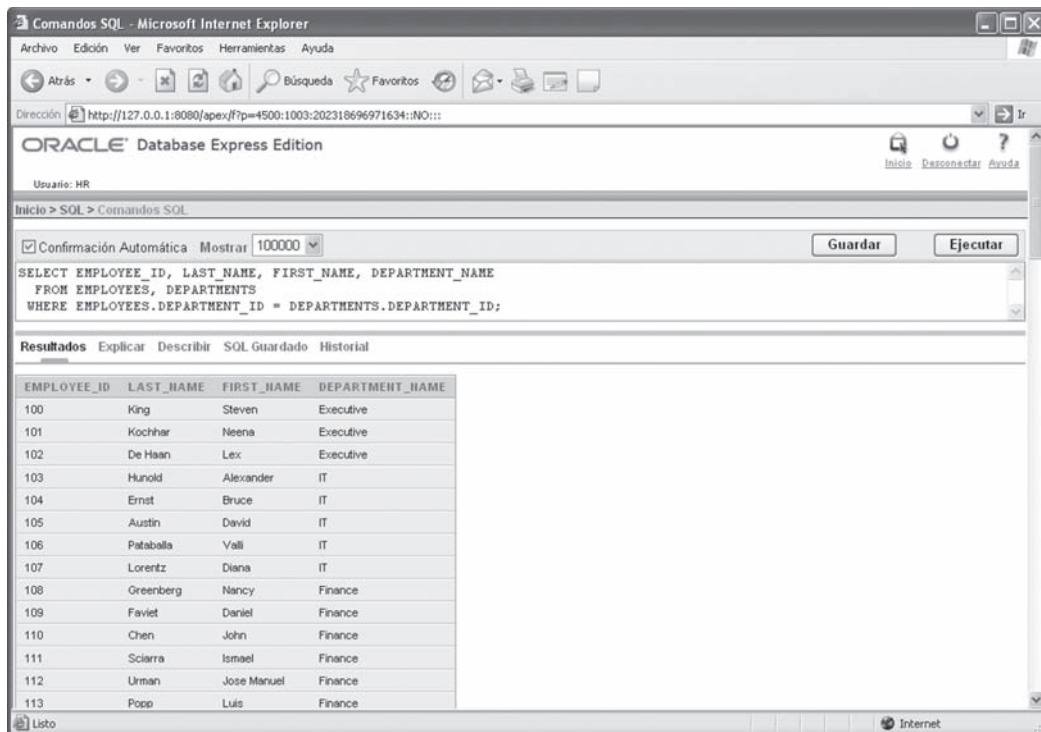 Comandos SQL - Microsoft Internet Explorer
Archivo Edición Ver Favoritos Herramientas Ayuda
Atrás Búsqueda Favoritos
Dirección http://127.0.0.1:8080/apex/f?p=4500:1003:202318696971634::NO::: Ir
ORACLE Database Express Edition
Inicio Desconectar Ayuda
Usuario: HR
Inicio > SQL > Comandos SQL
Confirmación Automática Mostrar 100000 Guardar Ejecutar
SELECT EMPLOYEE_ID, LAST_NAME, FIRST_NAME, DEPARTMENT_NAME
FROM EMPLOYEES, DEPARTMENTS
WHERE EMPLOYEES.DEPARTMENT_ID = DEPARTMENTS.DEPARTMENT_ID;
Resultados Explicar Describir SQL Guardado Historial
EMPLOYEE_ID LAST_NAME FIRST_NAME DEPARTMENT_NAME
100 King Steven Executive
101 Kochhar Neena Executive
102 De Haan Lex Executive
103 Hunold Alexander IT
104 Ernst Bruce IT
105 Austin David IT
106 Pataballa Valli IT
107 Lorentz Diana IT
108 Greenberg Nancy Finance
109 Faviet Daniel Finance
110 Chen John Finance
111 Sciarra Ismael Finance
112 Urman Jose Manuel Finance
113 Popp Luis Finance
Listo Internet